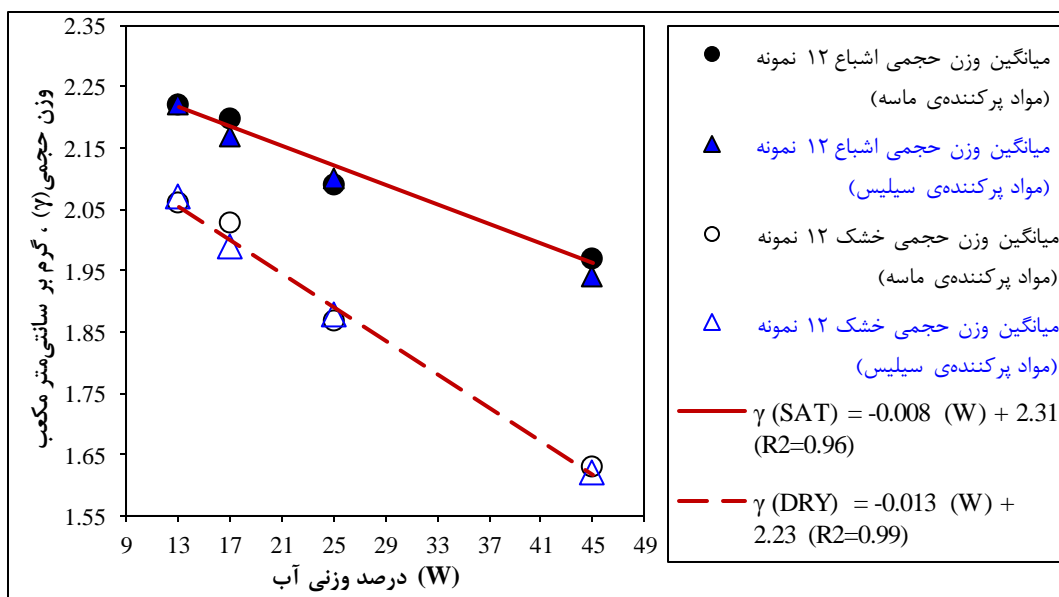 وزن حجمی(γ) ، گرم بر سانتی‌متر مکعب
2.35
2.25
2.15
2.05
1.95
1.85
1.75
1.65
1.55
9 13 17 21 25 29 33 37 41 45 49
درصد وزنی آب (W)
میانگین وزن حجمی اشباع ۱۲ نمونه
(مواد پرکننده‌ی ماسه)
میانگین وزن حجمی اشباع ۱۲ نمونه
(مواد پرکننده‌ی سیلیس)
میانگین وزن حجمی خشک ۱۲ نمونه
(مواد پرکننده‌ی ماسه)
میانگین وزن حجمی خشک ۱۲ نمونه
(مواد پرکننده‌ی سیلیس)
γ (SAT) = -0.008 (W) + 2.31
(R2=0.96)
γ (DRY) = -0.013 (W) +
2.23 (R2=0.99)